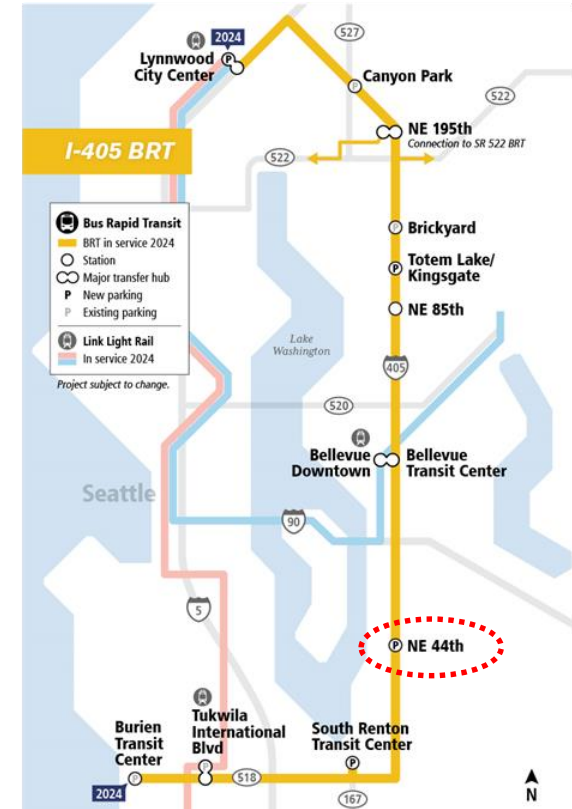 2024
527
Lynnwood
City Center
P
Canyon Park
P
522
NE 195th
Connection to SR 522 BRT
I-405 BRT
522
Bus Rapid Transit
BRT in service 2024
Station
Major transfer hub
P New parking
P Existing parking
Link Light Rail
In service 2024
Project subject to change.
P Brickyard
Totem Lake/
P Kingsgate
NE 85th
Lake
Washington
405
520
Bellevue
Downtown
Bellevue
Transit Center
Seattle
90
5
P NE 44th
Burien
Transit
Center
Tukwila
International
Blvd
South Renton
Transit Center
P
P
P
518
2024
167
N